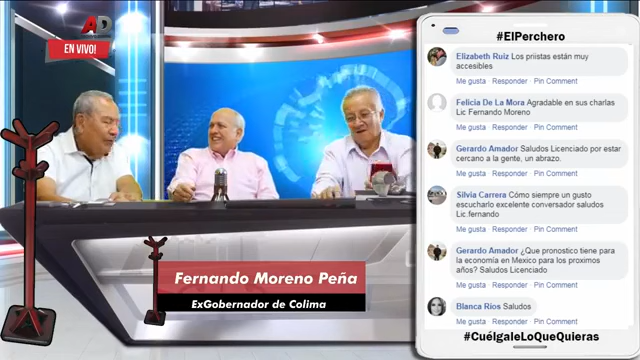 AD
EN VIVO!
#ElPerchero
Elizabeth Ruiz Los priistas están muy
accesibles
Me gusta · Responder · Pin Comment
Felicia De La Mora Agradable en sus charlas
Lic Fernando Moreno
Me gusta · Responder · Pin Comment
Gerardo Amador Saludos Licenciado por estar
cercano a la gente, un abrazo.
Me gusta · Responder · Pin Comment
Silvia Carrera Cómo siempre un gusto
escucharlo excelente conversador saludos
Lic.fernando
Me gusta · Responder · Pin Comment
Gerardo Amador ¿Que pronostico tiene para
la economía en Mexico para los proximos
años? Saludos Licenciado
Me gusta · Responder · Pin Comment
Blanca Ríos Saludos
Me gusta · Responder · Pin Comment
#CuélgaleLoQueQuieras
Fernando Moreno Peña
ExGobernador de Colima